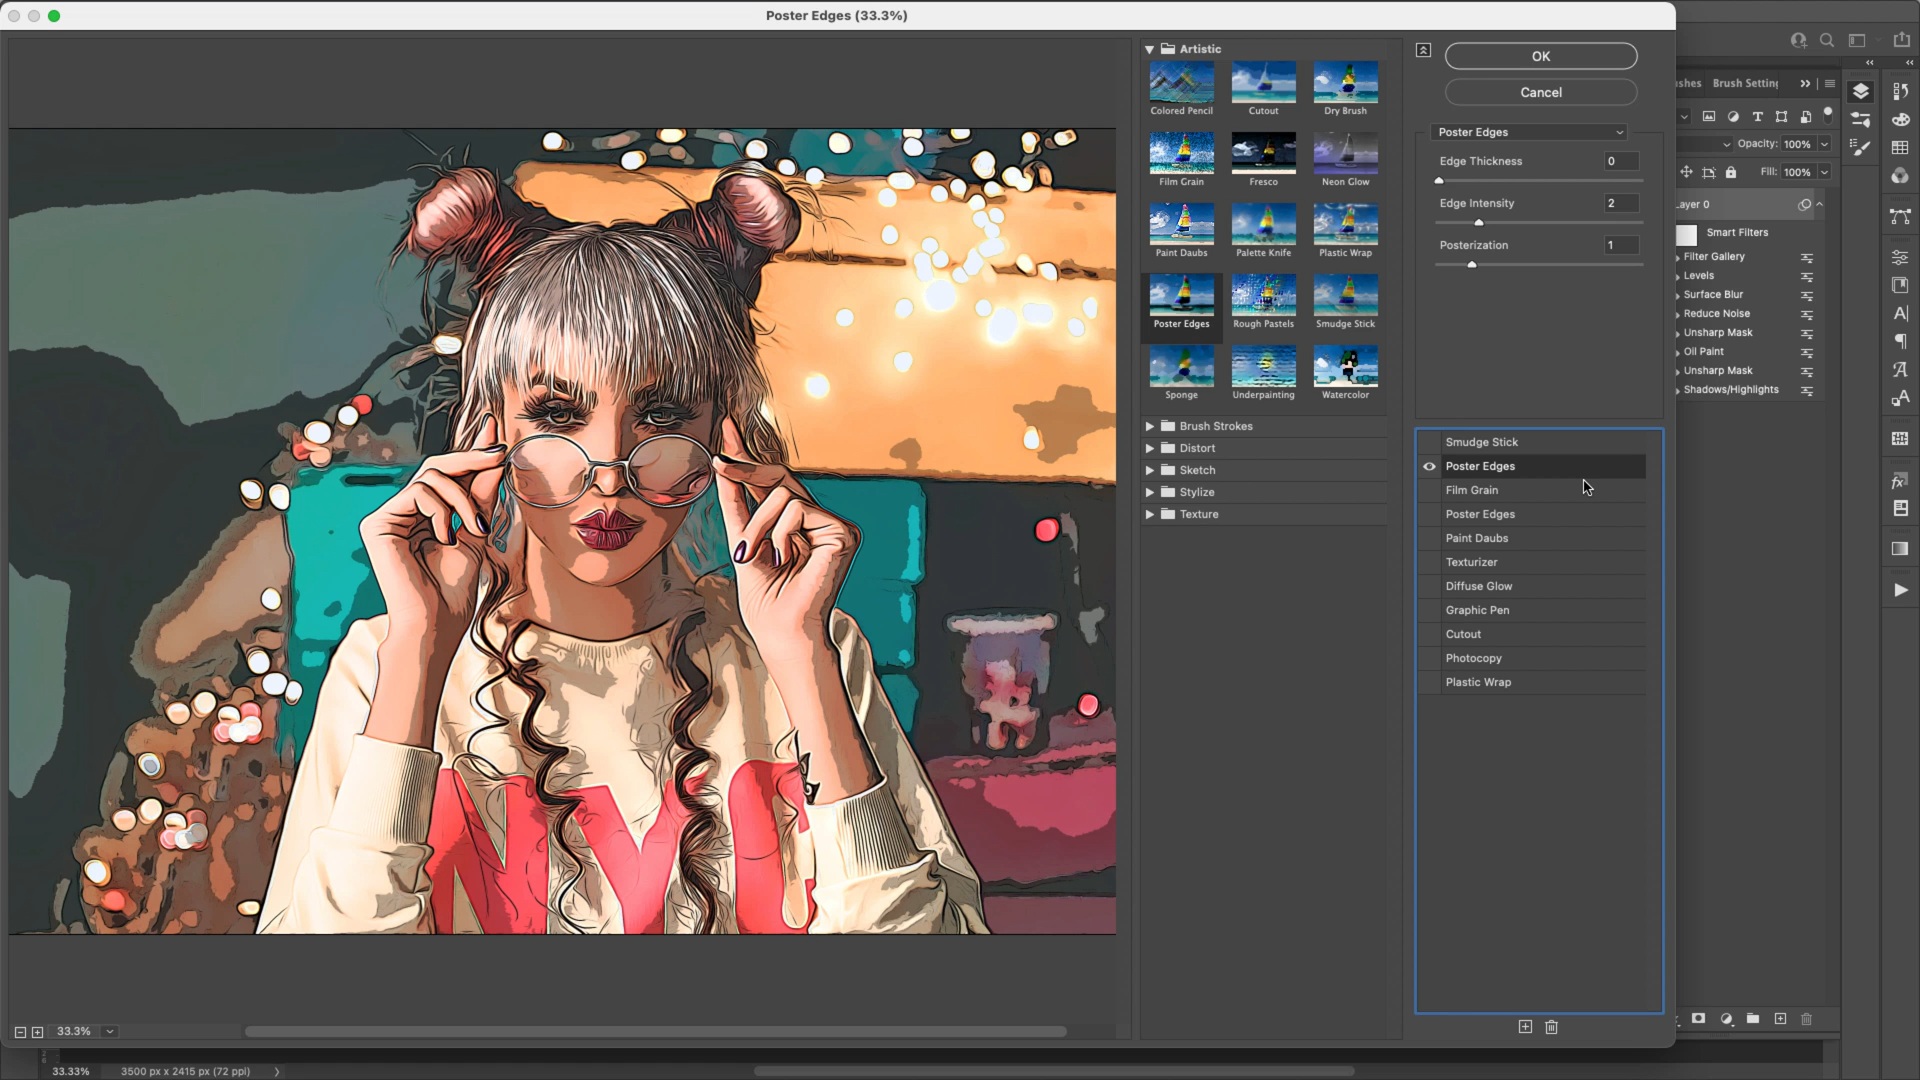 Poster Edges (33.3%)
Artistic
Colored Pencil
Cutout
Dry Brush
Film Grain
Fresco
Neon Glow
Paint Daubs
Palette Knife
Plastic Wrap
Poster Edges
Rough Pastels
Smudge Stick
Sponge
Underpainting
Watercolor
Brush Strokes
Distort
Sketch
Stylize
Texture
OK
Cancel
Poster Edges
Edge Thickness 0
Edge Intensity 2
Posterization 1
Smudge Stick
Poster Edges
Film Grain
Poster Edges
Paint Daubs
Texturizer
Diffuse Glow
Graphic Pen
Cutout
Photocopy
Plastic Wrap
shes Brush Setting
Opacity: 100%
Fill: 100%
ayer 0
Smart Filters
Filter Gallery
Levels
Surface Blur
Reduce Noise
Unsharp Mask
Oil Paint
Unsharp Mask
Shadows/Highlights
NYC
33.3%
33.33% 3500 px x 2415 px (72 ppi)